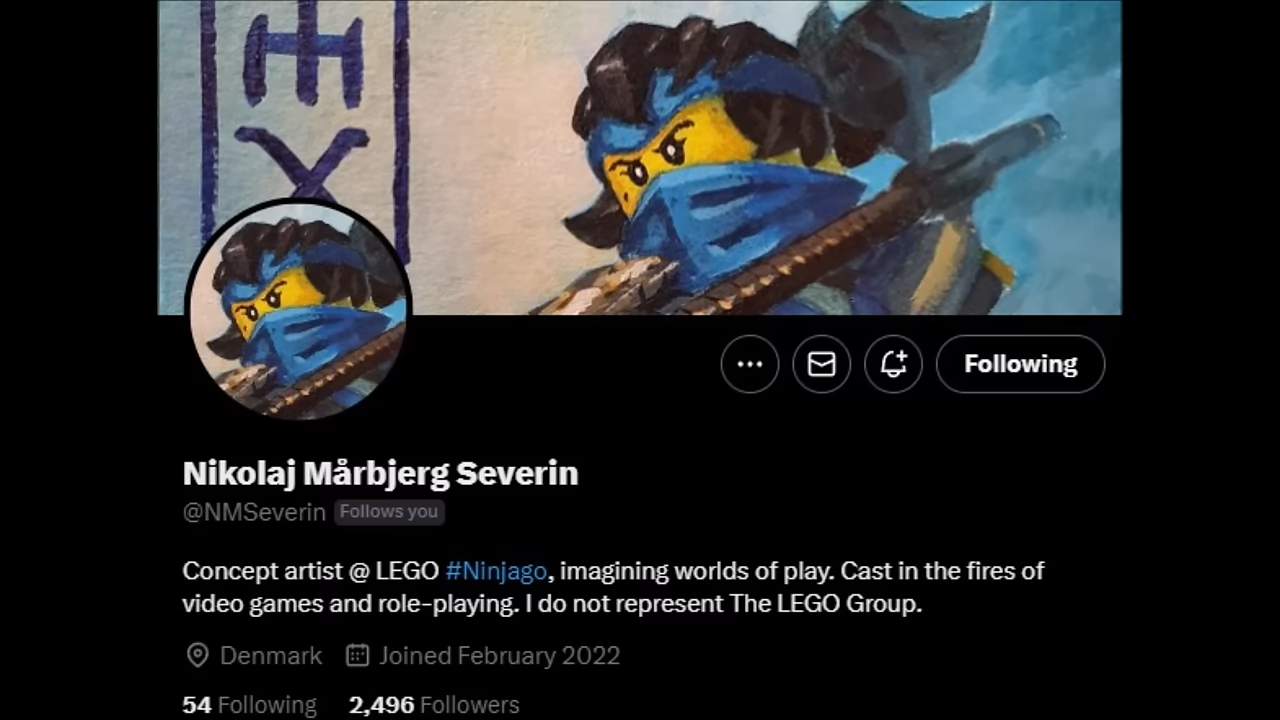 Following
Nikolaj Mårbjerg Severin
@NMSeverin Follows you
Concept artist @ LEGO #Ninjago, imagining worlds of play. Cast in the fires of
video games and role-playing. I do not represent The LEGO Group.
Denmark Joined February 2022
54 Following 2,496 Followers